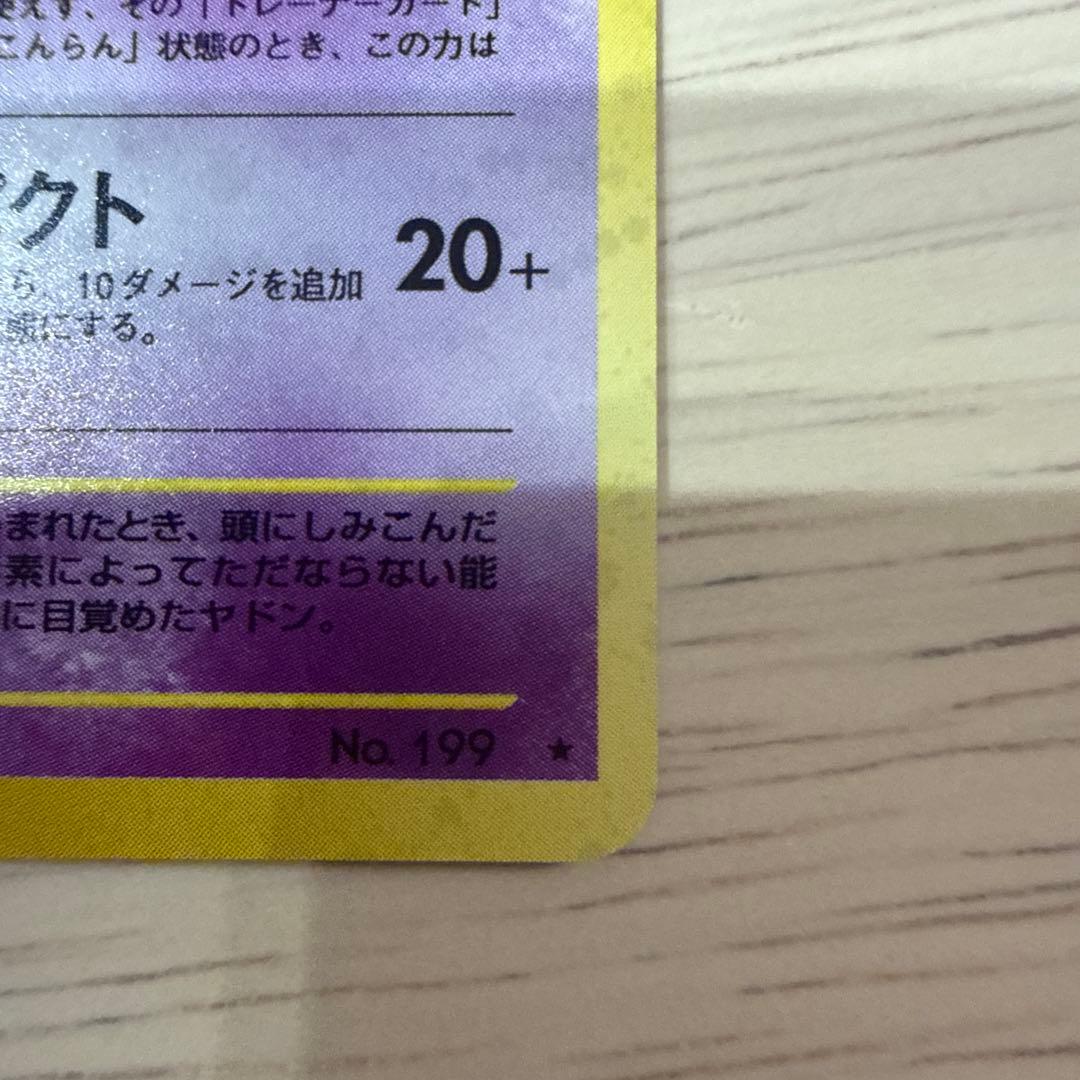 使えず、その「トレーナーカード」
こんらん」状態のとき、この力は
クト
20+
ら、10ダメージを追加
態にする。
まれたとき、頭にしみこんだ
素によってただならない能
に目覚めたヤドン。
No. 199 ★